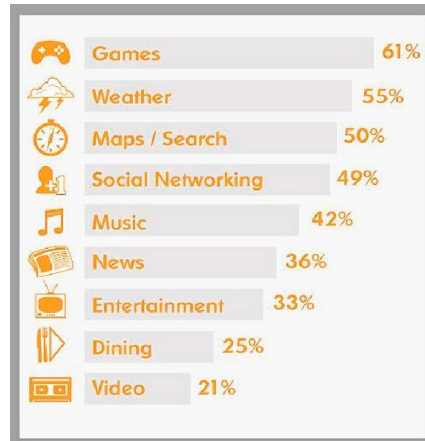 Games 61%
Weather 55%
Maps / Search 50%
+1
Social Networking 49%
Music 42%
News 36%
Entertainment 33%
Dining 25%
Video 21%